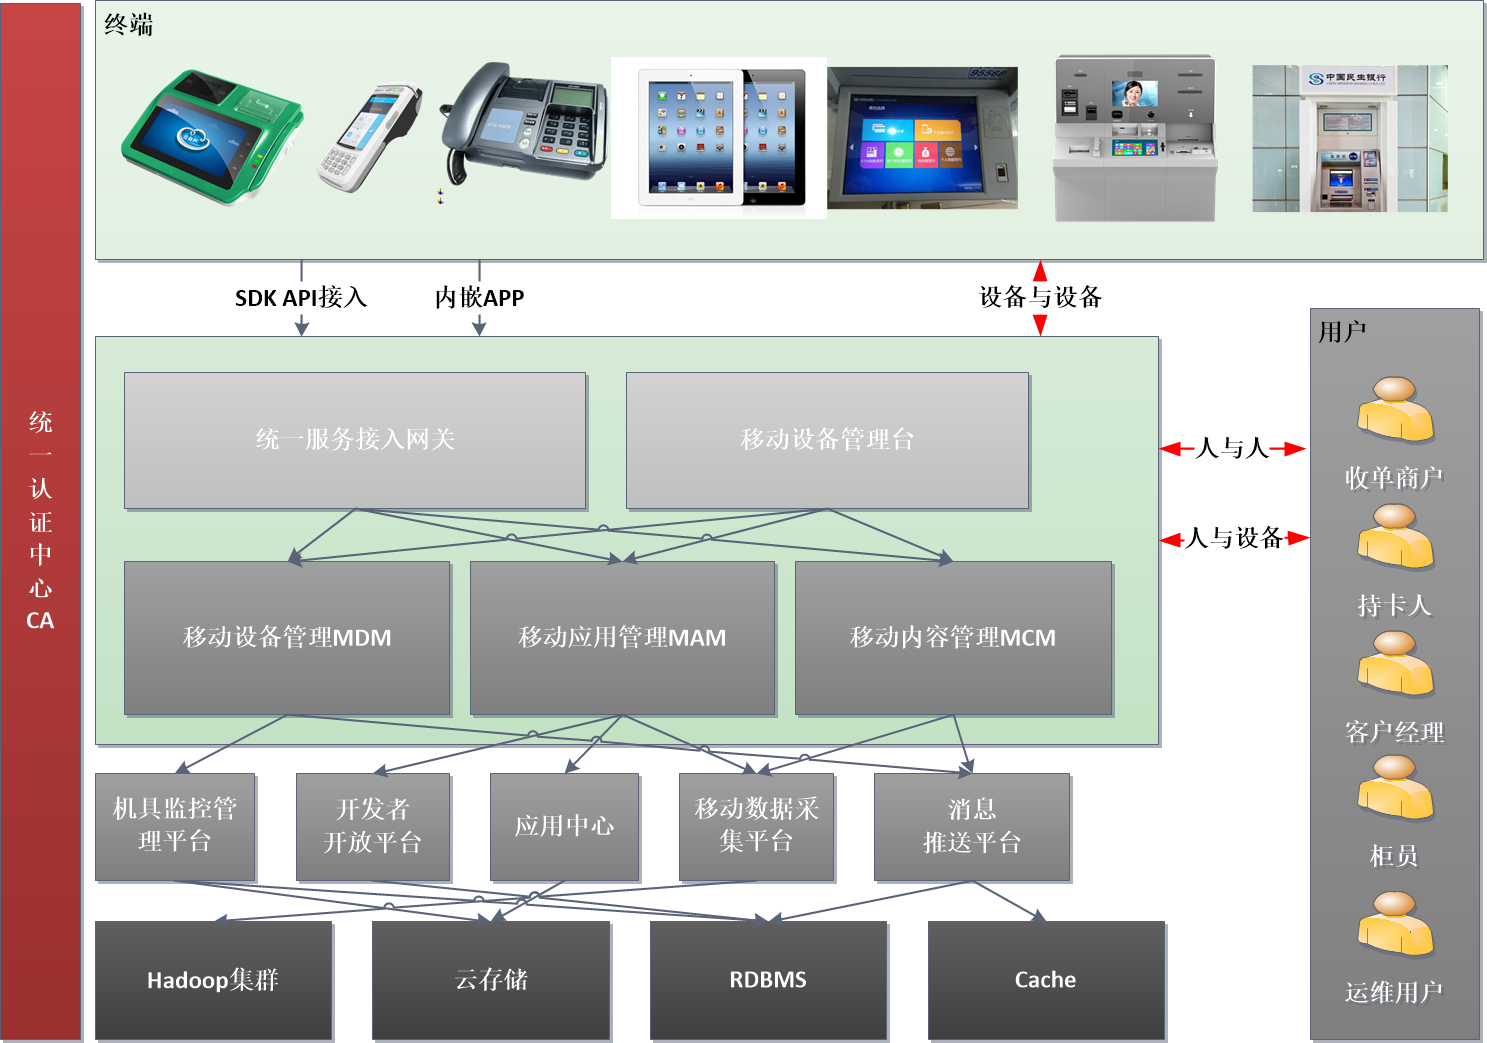 终端
95568
中国民生银行
SDK API接入
内嵌APP
设备与设备
统
一
认
证
中
心
CA
统一服务接入网关
移动设备管理台
人与人
人与设备
移动设备管理MDM
移动应用管理MAM
移动内容管理MCM
机具监控管
理平台
开发者
开放平台
应用中心
移动数据采
集平台
消息
推送平台
Hadoop集群
云存储
RDBMS
Cache
用户
收单商户
持卡人
客户经理
柜员
运维用户